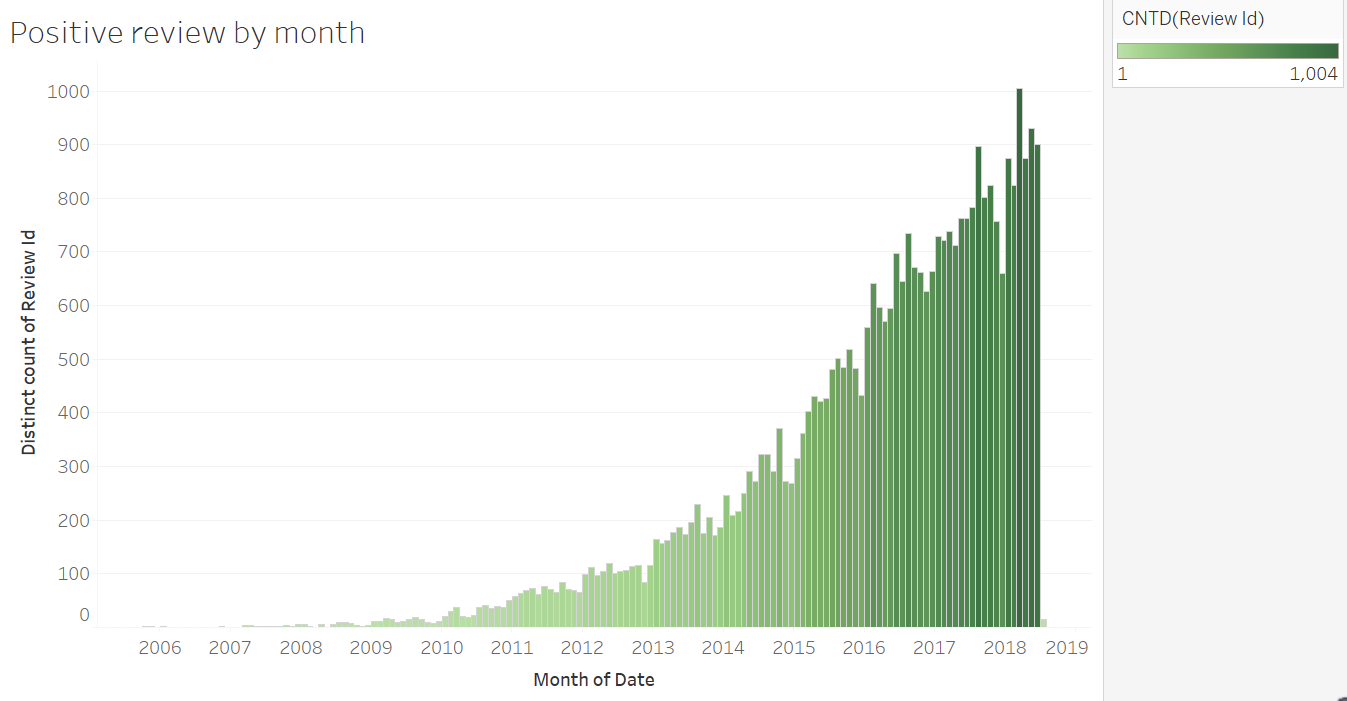 Positive review by month
CNTD(Review Id)
1 1,004
Distinct count of Review Id
1000
900
800
700
600
500
400
300
200
100
0
2006 2007 2008 2009 2010 2011 2012 2013 2014 2015 2016 2017 2018 2019
Month of Date